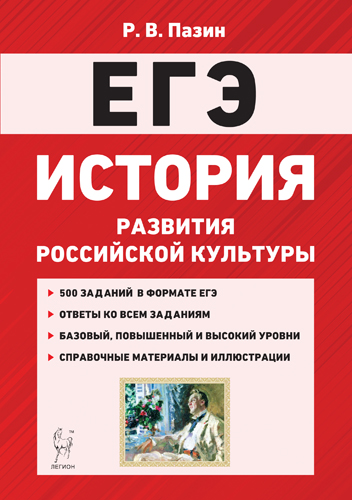 Р. В. Пазин
ЕГЭ
ИСТОРИЯ
РАЗВИТИЯ
РОССИЙСКОЙ КУЛЬТУРЫ
500 ЗАДАНИЙ В ФОРМАТЕ ЕГЭ
ОТВЕТЫ КО ВСЕМ ЗАДАНИЯМ
БАЗОВЫЙ, ПОВЫШЕННЫЙ И ВЫСОКИЙ УРОВНИ
СПРАВОЧНЫЕ МАТЕРИАЛЫ И ИЛЛЮСТРАЦИИ
TM
ЛЕГИОН